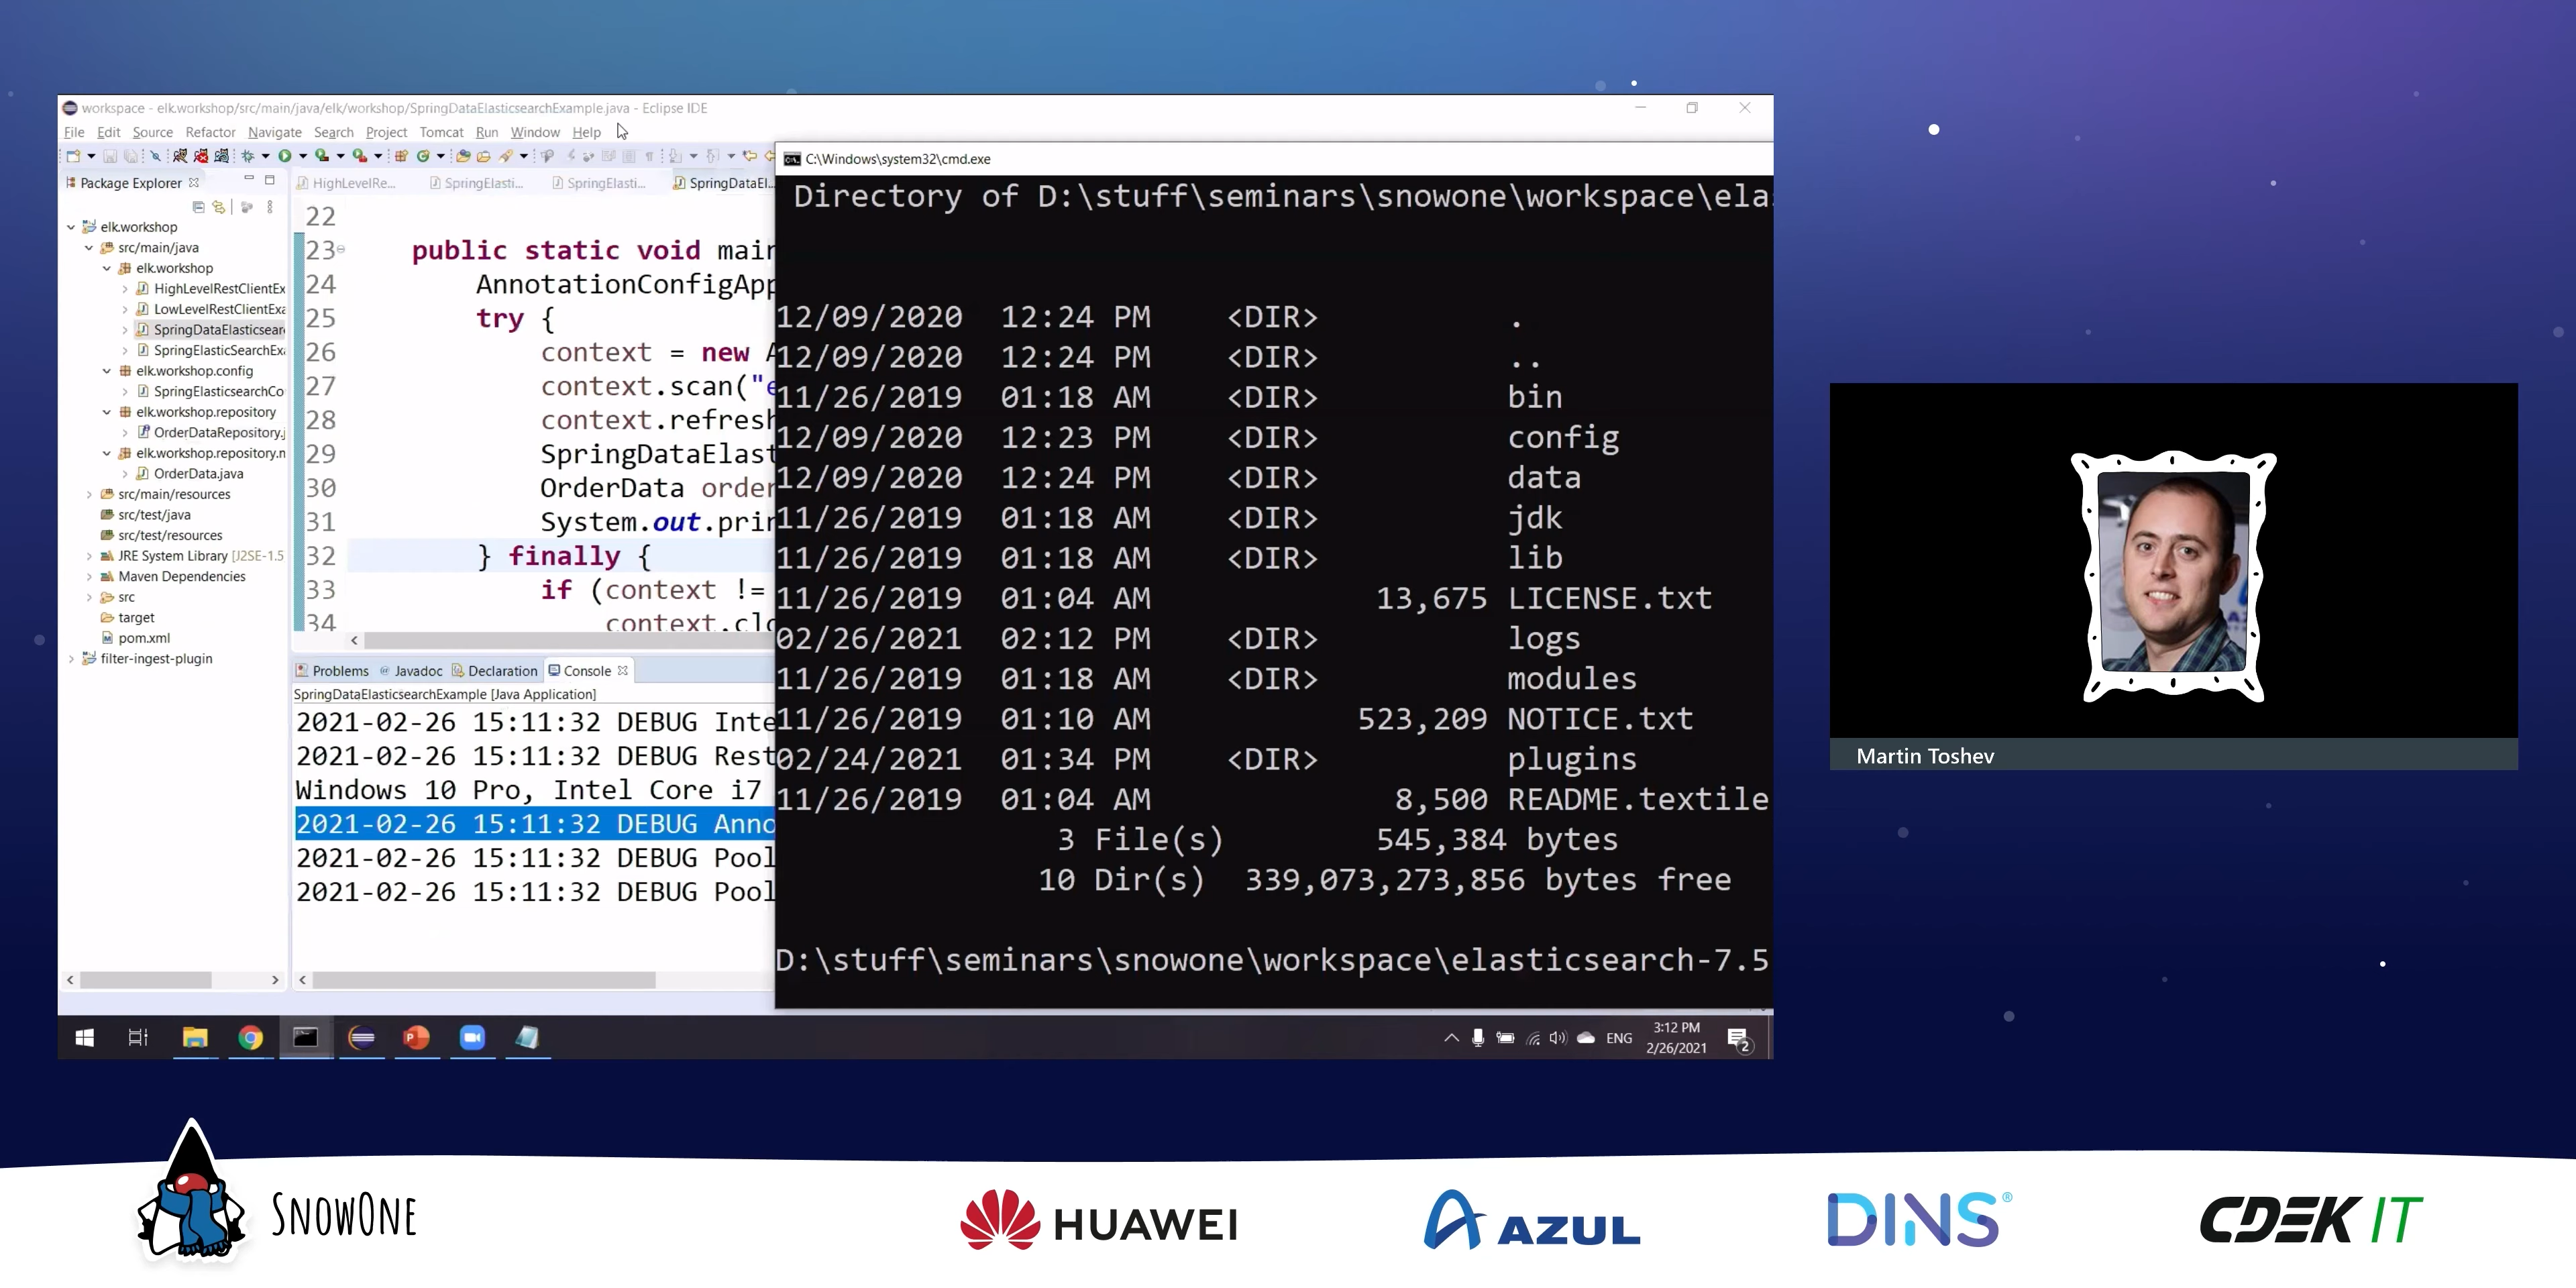 workspace - elk.workshop/src/main/java/elk/workshop/SpringDataElasticsearchExample.java - Eclipse IDE
File Edit Source Refactor Navigate Search Project Tomcat Run Window Help
Package Explorer
elk.workshop
src/main/java
elk.workshop
HighLevelRestClientEx
LowLevelRestClientExa
SpringDataElasticsear
SpringElasticSearchEx
elk.workshop.config
SpringElasticsearchCo
elk.workshop.repository
OrderDataRepository.j
elk.workshop.repository.n
OrderData.java
src/main/resources
src/test/java
src/test/resources
JRE System Library [J2SE-1.5
Maven Dependencies
src
target
pom.xml
filter-ingest-plugin
HighLevelRe... SpringElasti... SpringElasti... SpringDataEl...
22
23 public static void main
24 AnnotationConfigApp
25 try {
26 context = new A
27 context.scan("e
28 context.refresh
29 SpringDataElast
30 OrderData order
31 System.out.prin
32 } finally {
33 if (context !=
34 context.clo
Problems @ Javadoc Declaration Console
SpringDataElasticsearchExample [Java Application]
2021-02-26 15:11:32 DEBUG Inte
2021-02-26 15:11:32 DEBUG Rest
Windows 10 Pro, Intel Core i7
2021-02-26 15:11:32 DEBUG Anno
2021-02-26 15:11:32 DEBUG Pool
2021-02-26 15:11:32 DEBUG Pool
C:\Windows\system32\cmd.exe
Directory of D:\stuff\seminars\snowone\workspace\elas
12/09/2020 12:24 PM <DIR> .
12/09/2020 12:24 PM <DIR> ..
11/26/2019 01:18 AM <DIR> bin
12/09/2020 12:23 PM <DIR> config
12/09/2020 12:24 PM <DIR> data
11/26/2019 01:18 AM <DIR> jdk
11/26/2019 01:18 AM <DIR> lib
11/26/2019 01:04 AM 13,675 LICENSE.txt
02/26/2021 02:12 PM <DIR> logs
11/26/2019 01:18 AM <DIR> modules
11/26/2019 01:10 AM 523,209 NOTICE.txt
02/24/2021 01:34 PM <DIR> plugins
11/26/2019 01:04 AM 8,500 README.textile
3 File(s) 545,384 bytes
10 Dir(s) 339,073,273,856 bytes free
D:\stuff\seminars\snowone\workspace\elasticsearch-7.5
ENG
3:12 PM
2/26/2021
2
Martin Toshev
SNOWONE
HUAWEI
AZUL
DINS®
CDEK IT